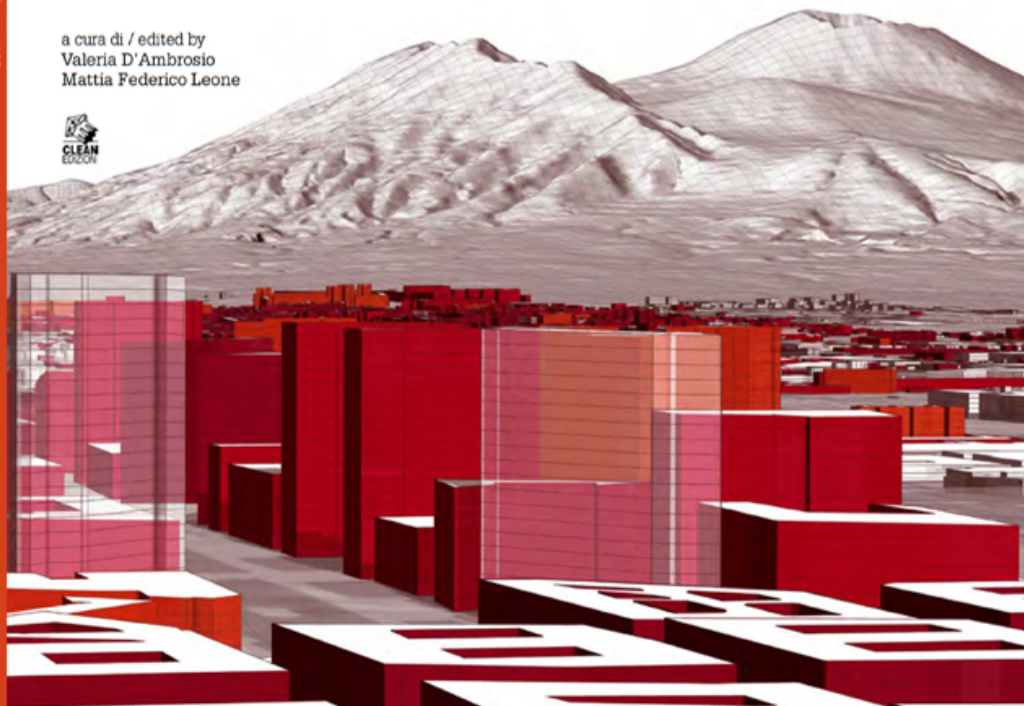 a cura di / edited by
Valeria D'Ambrosio
Mattia Federico Leone
CLEAN
EDIZIONI